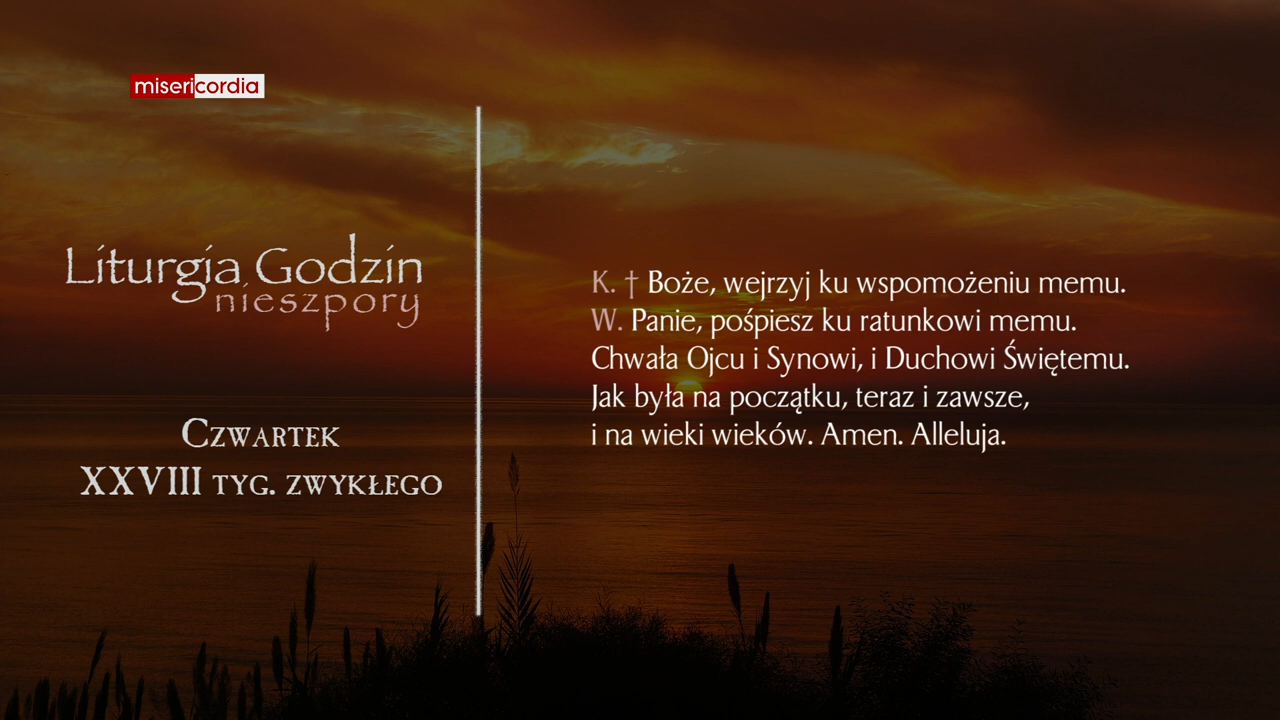 misericordia
Liturgia Godzin
nieszpory
Czwartek
XXVIII tyg. zwykłego
K. † Boże, wejrzyj ku wspomożeniu memu.
W. Panie, pośpiesz ku ratunkowi memu.
Chwała Ojcu i Synowi, i Duchowi Świętemu.
Jak była na początku, teraz i zawsze,
i na wieki wieków. Amen. Alleluja.